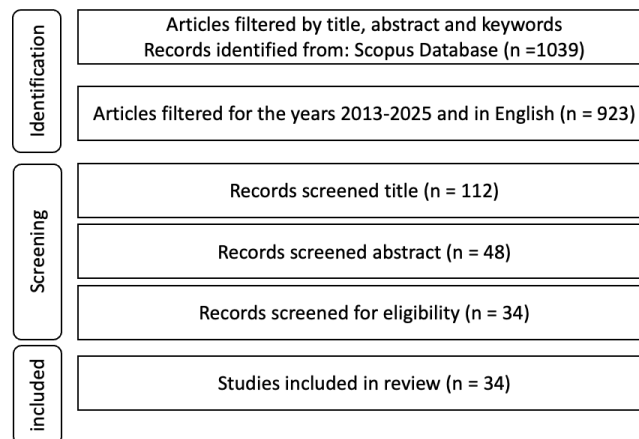 Identification
Articles filtered by title, abstract and keywords
Records identified from: Scopus Database (n =1039)
Articles filtered for the years 2013-2025 and in English (n = 923)
Screening
Records screened title (n = 112)
Records screened abstract (n = 48)
Records screened for eligibility (n = 34)
included
Studies included in review (n = 34)